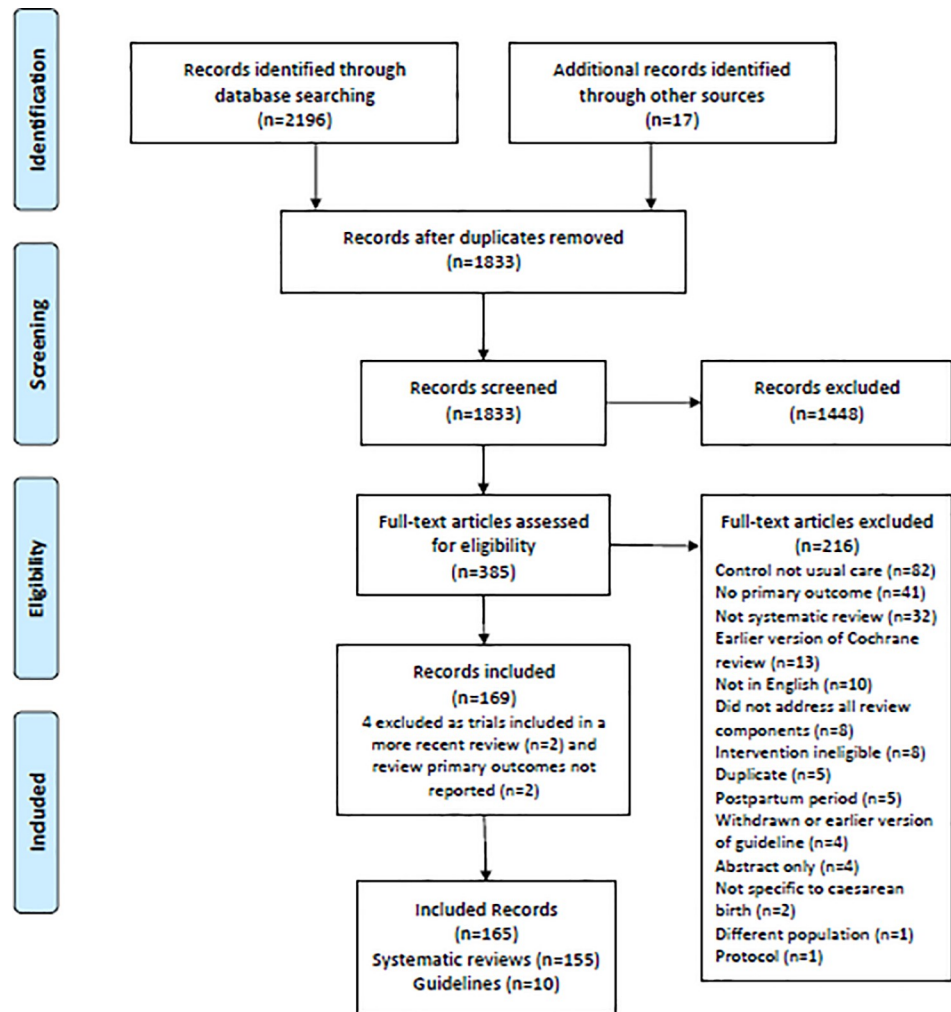 Identification
Records identified through
database searching
(n=2196)
Additional records identified
through other sources
(n=17)
Records after duplicates removed
(n=1833)
Screening
Records screened
(n=1833)
Records excluded
(n=1448)
Eligibility
Full-text articles assessed
for eligibility
(n=385)
Full-text articles excluded
(n=216)
Control not usual care (n=82)
No primary outcome (n=41)
Not systematic review (n=32)
Earlier version of Cochrane
review (n=13)
Not in English (n=10)
Did not address all review
components (n=8)
Intervention ineligible (n=8)
Duplicate (n=5)
Postpartum period (n=5)
Withdrawn or earlier version
of guideline (n=4)
Abstract only (n=4)
Not specific to caesarean
birth (n=2)
Different population (n=1)
Protocol (n=1)
Records included
(n=169)
4 excluded as trials included in a
more recent review (n=2) and
review primary outcomes not
reported (n=2)
Included
Included Records
(n=165)
Systematic reviews (n=155)
Guidelines (n=10)